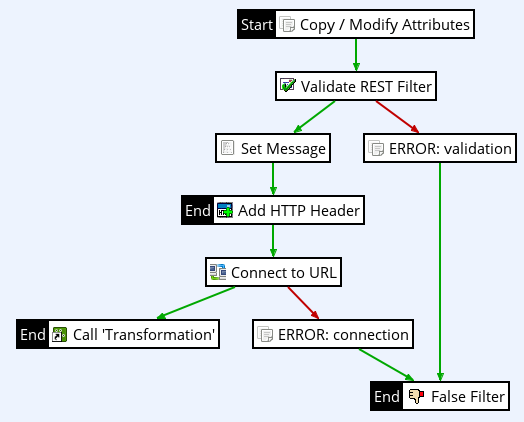 Start Copy / Modify Attributes
Validate REST Filter
Set Message
ERROR: validation
End Add HTTP Header
Connect to URL
End Call 'Transformation'
ERROR: connection
End False Filter